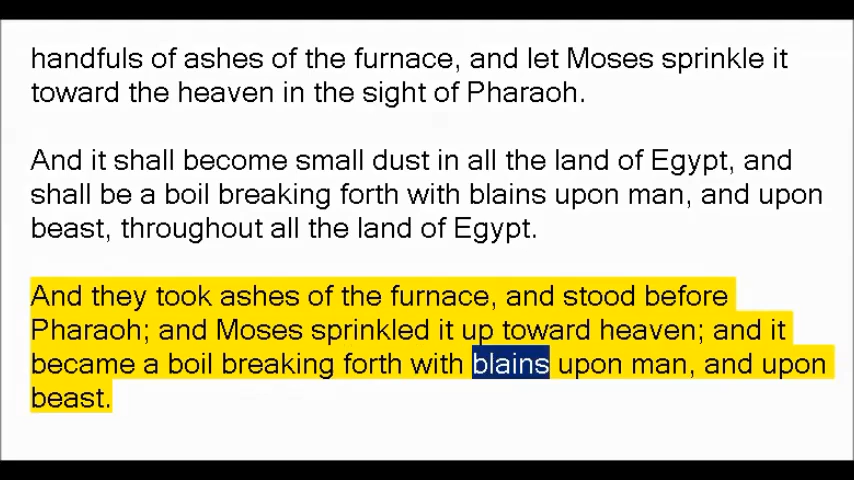 handfuls of ashes of the furnace, and let Moses sprinkle it
toward the heaven in the sight of Pharaoh.
And it shall become small dust in all the land of Egypt, and
shall be a boil breaking forth with blains upon man, and upon
beast, throughout all the land of Egypt.
And they took ashes of the furnace, and stood before
Pharaoh; and Moses sprinkled it up toward heaven; and it
became a boil breaking forth with blains upon man, and upon
beast.